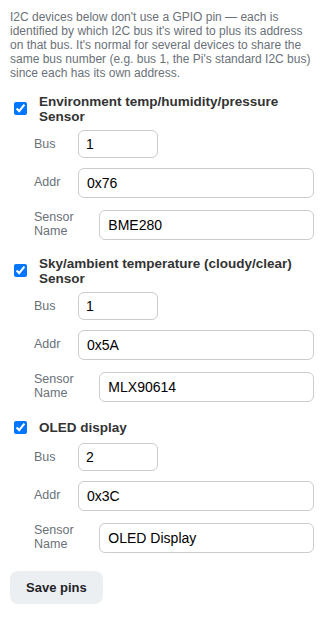 I2C devices below don't use a GPIO pin — each is
identified by which I2C bus it's wired to plus its address
on that bus. It's normal for several devices to share the
same bus number (e.g. bus 1, the Pi's standard I2C bus)
since each has its own address.
Environment temp/humidity/pressure
Sensor
Bus 1
Addr 0x76
Sensor
Name BME280
Sky/ambient temperature (cloudy/clear)
Sensor
Bus 1
Addr 0x5A
Sensor
Name MLX90614
OLED display
Bus 2
Addr 0x3C
Sensor
Name OLED Display
Save pins